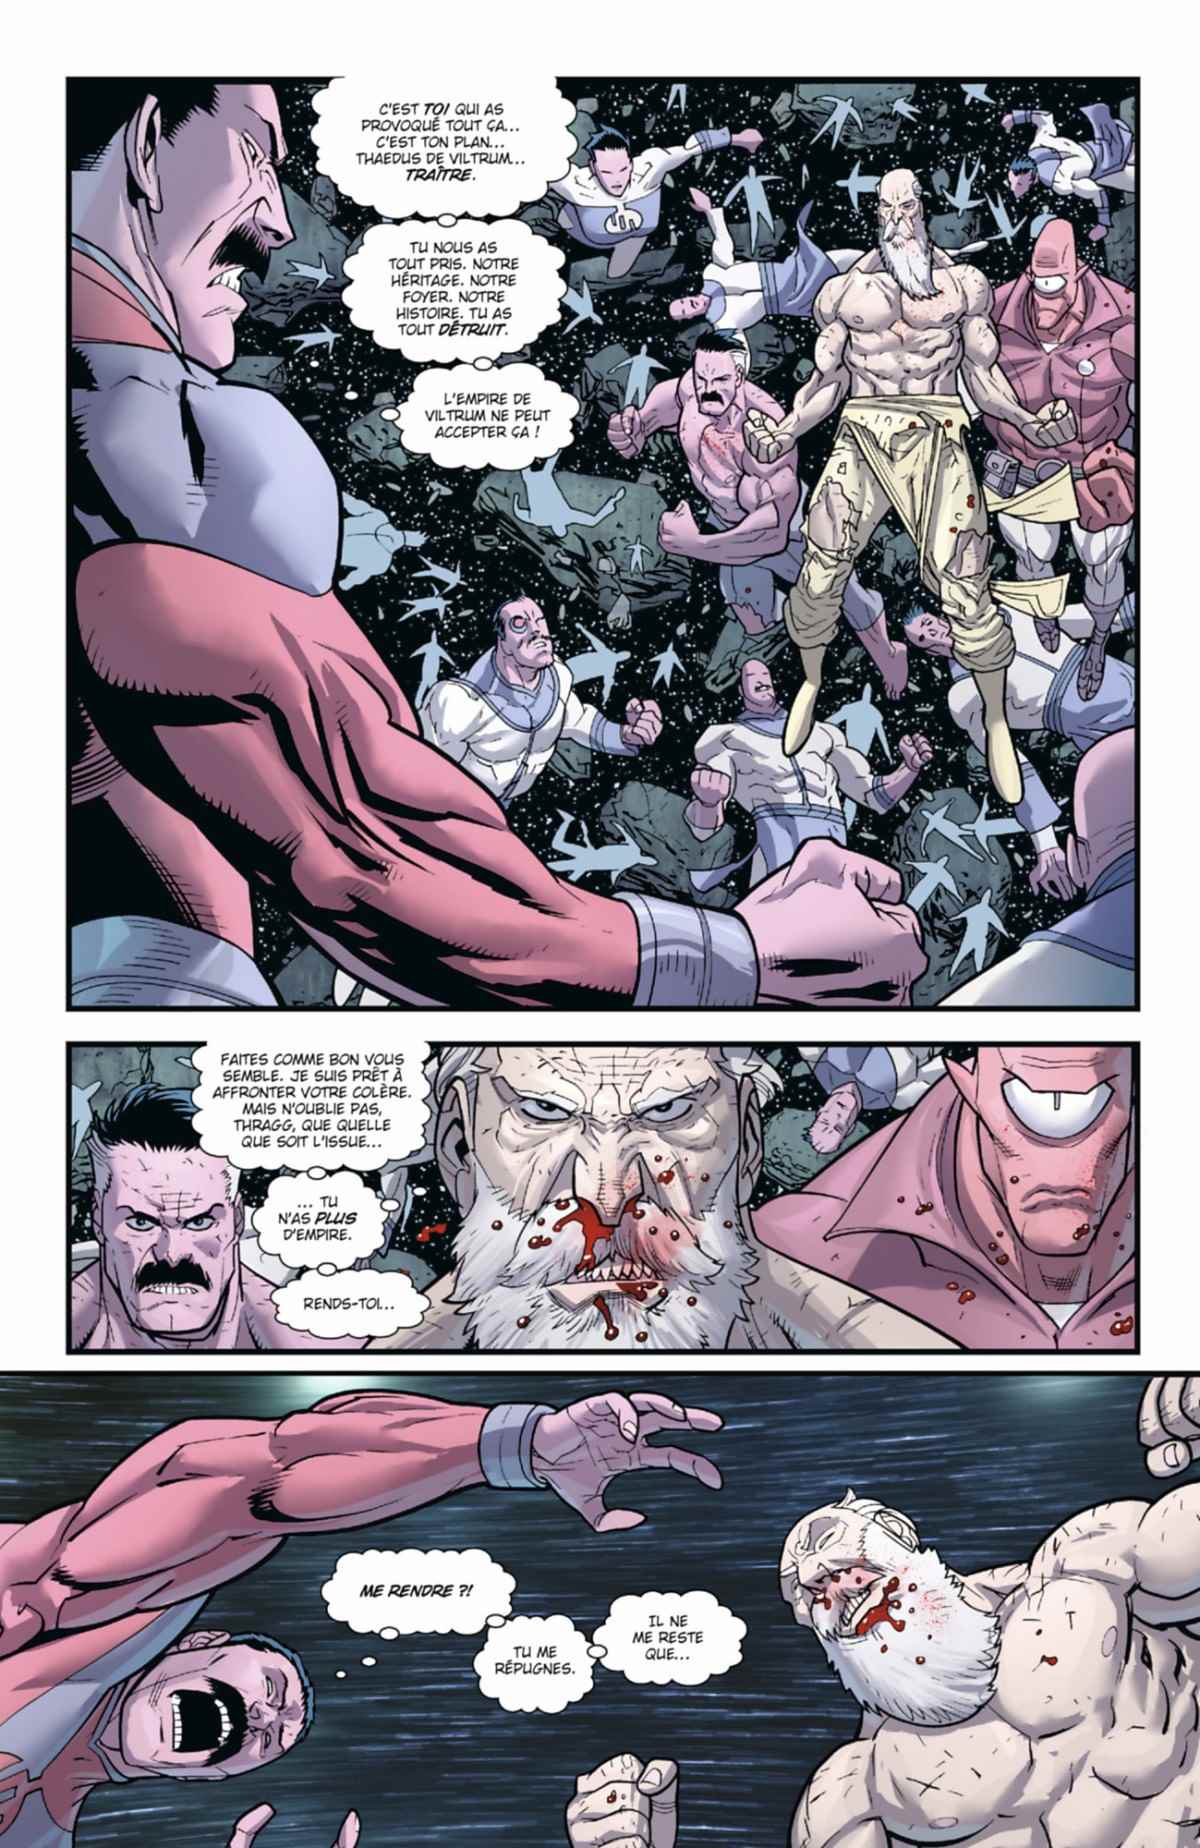 C'EST TOI QUI AS
PROVOQUÉ TOUT ÇA...
C'EST TON PLAN...
THAEDUS DE VILTRUM...
TRAÎTRE.
TU NOUS AS
TOUT PRIS. NOTRE
HÉRITAGE. NOTRE
FOYER. NOTRE
HISTOIRE. TU AS
TOUT DÉTRUIT.
L'EMPIRE DE
VILTRUM NE PEUT
ACCEPTER ÇA !
FAITES COMME BON VOUS
SEMBLE. JE SUIS PRÊT À
AFFRONTER VOTRE COLÈRE.
MAIS N'OUBLIE PAS,
THRAGG, QUE QUELLE
QUE SOIT L'ISSUE...
... TU
N'AS PLUS
D'EMPIRE.
RENDS-TOI...
ME RENDRE ?!
TU ME
RÉPUGNES.
IL NE
ME RESTE
QUE...